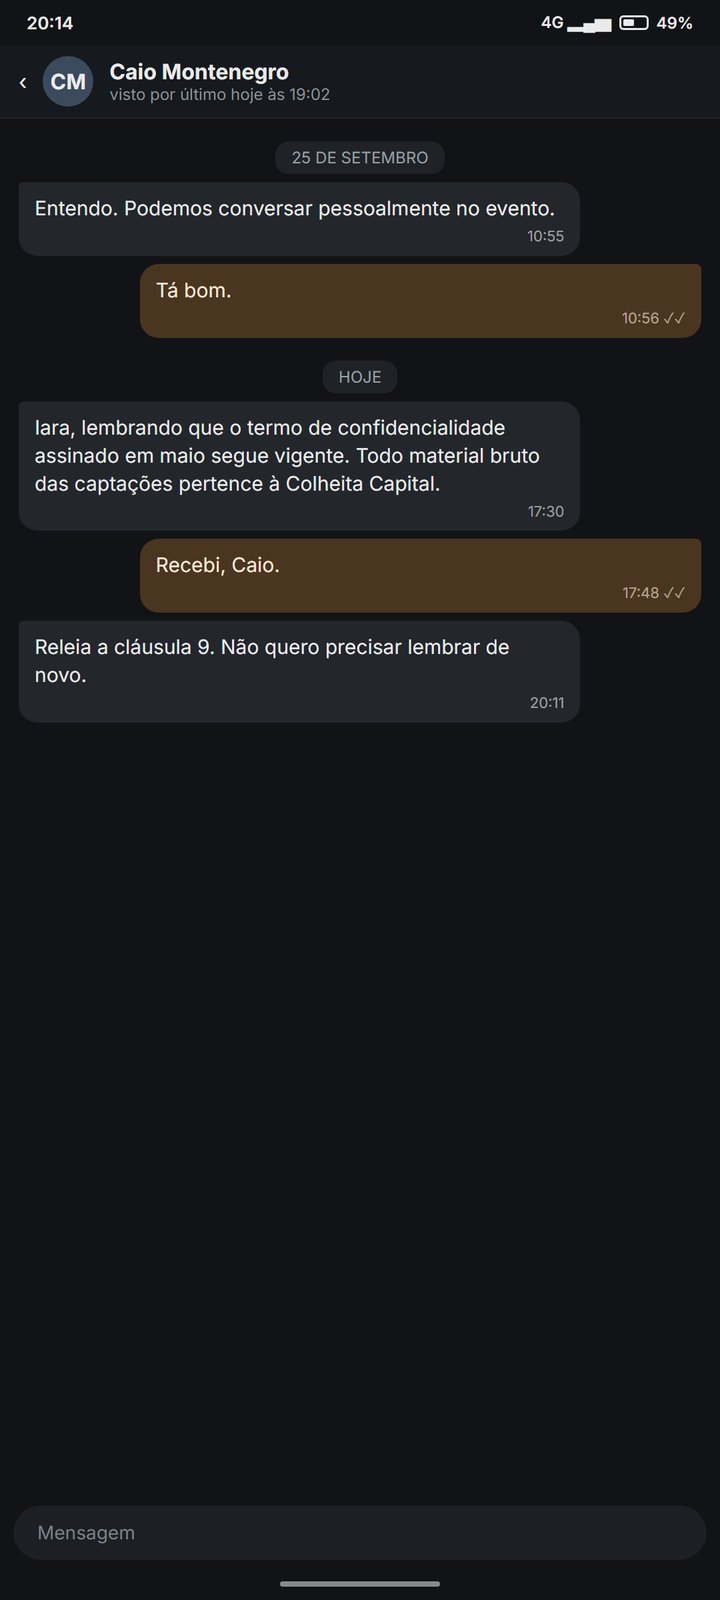 20:14
4G 49%
‹ CM Caio Montenegro
visto por último hoje às 19:02
25 DE SETEMBRO
Entendo. Podemos conversar pessoalmente no evento.
10:55
Tá bom.
10:56 ✓✓
HOJE
Iara, lembrando que o termo de confidencialidade
assinado em maio segue vigente. Todo material bruto
das captações pertence à Colheita Capital.
17:30
Recebi, Caio.
17:48 ✓✓
Releia a cláusula 9. Não quero precisar lembrar de
novo.
20:11
Mensagem